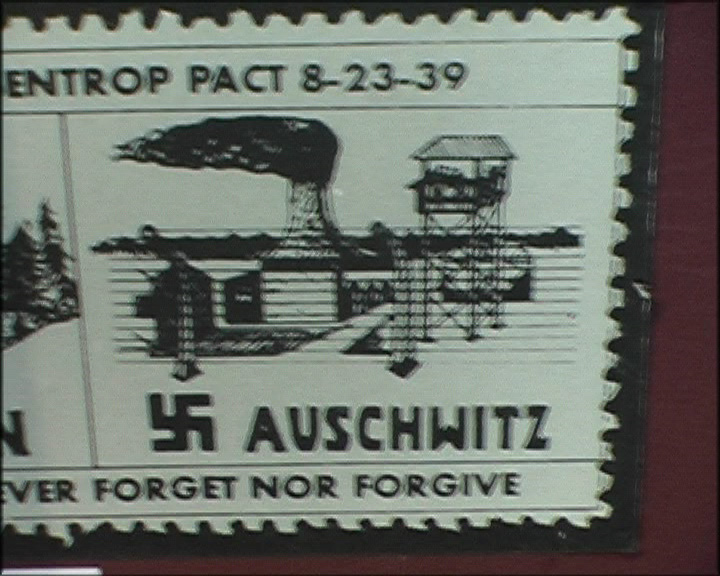 ENTROP PACT 8-23-39
N AUSCHWITZ
EVER FORGET NOR FORGIVE